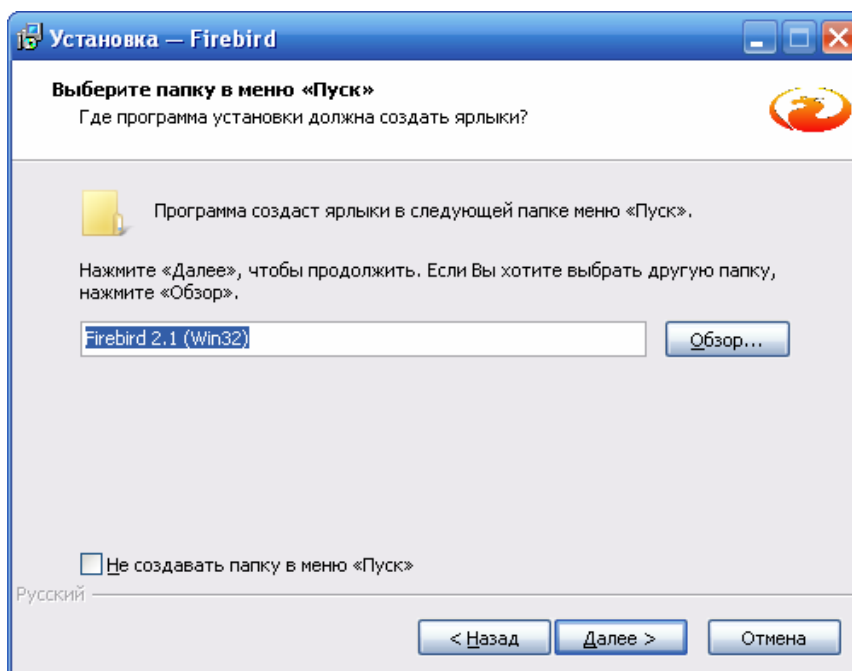 Установка — Firebird
Выберите папку в меню «Пуск»
Где программа установки должна создать ярлыки?
Программа создаст ярлыки в следующей папке меню «Пуск».
Нажмите «Далее», чтобы продолжить. Если Вы хотите выбрать другую папку,
нажмите «Обзор».
Firebird 2.1 (Win32)
Обзор...
Не создавать папку в меню «Пуск»
Русский
< Назад
Далее >
Отмена